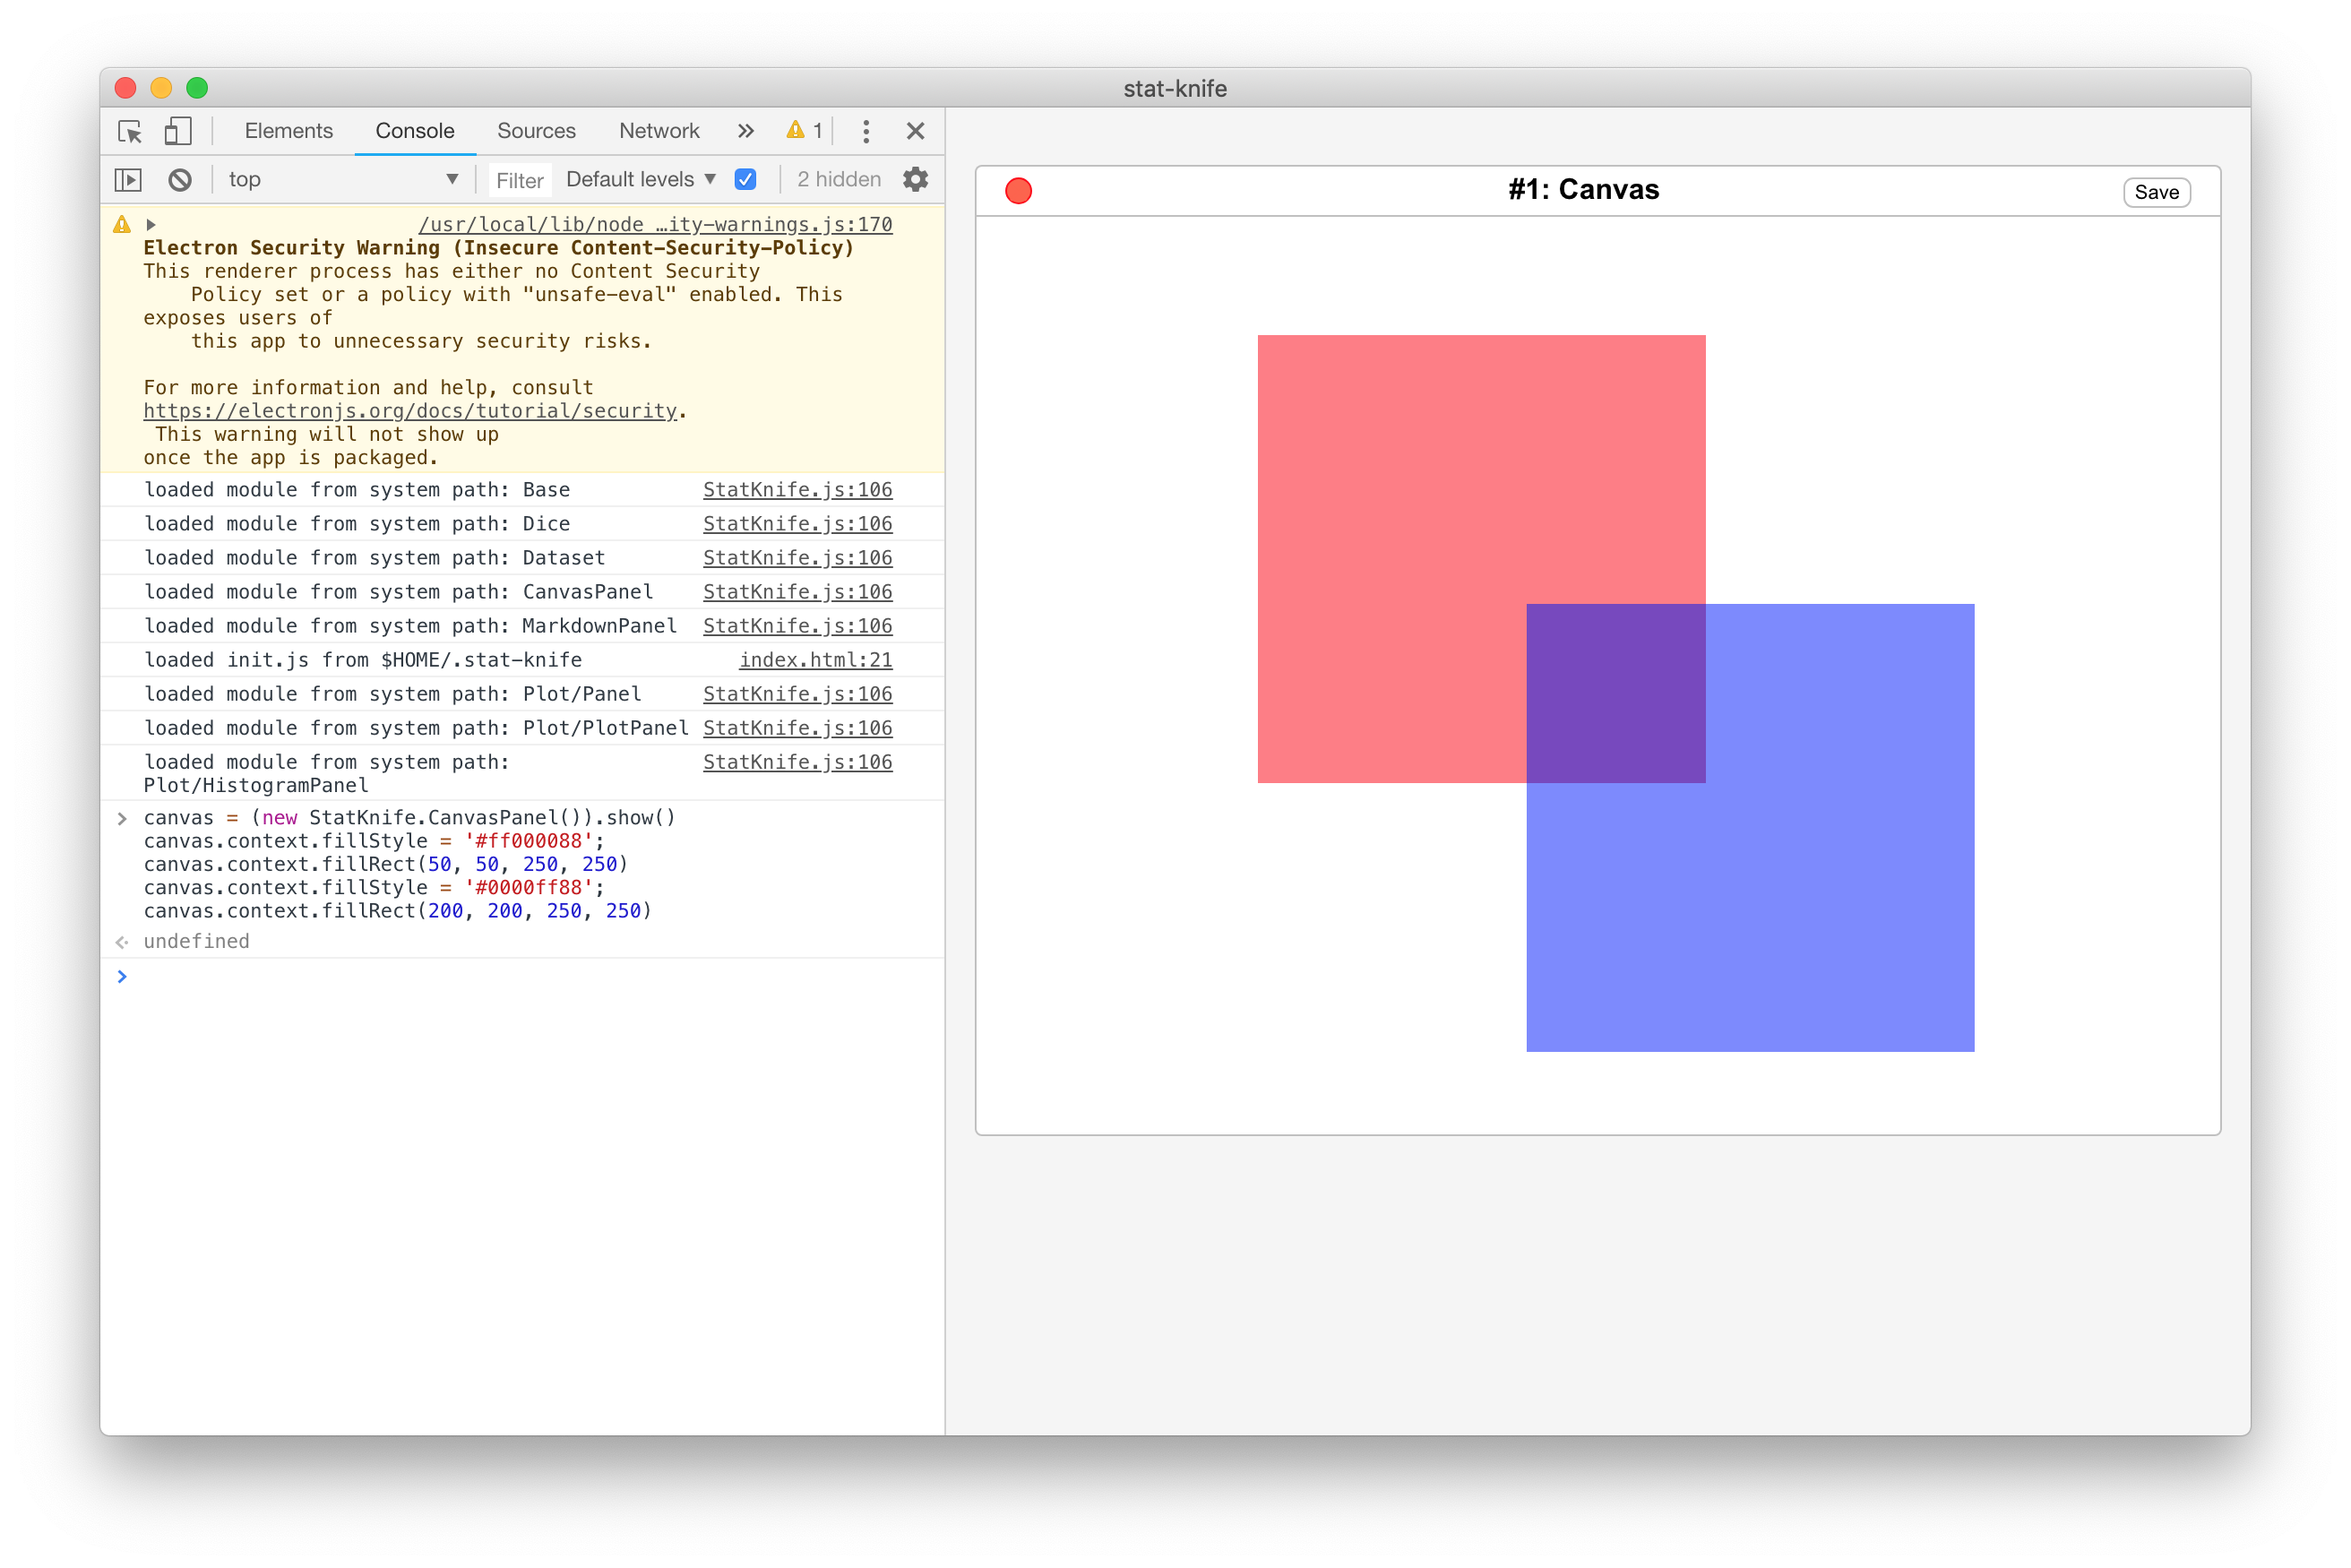 stat-knife
Elements Console Sources Network » 1
top Filter Default levels 2 hidden
/usr/local/lib/node …ity-warnings.js:170
Electron Security Warning (Insecure Content-Security-Policy)
This renderer process has either no Content Security
Policy set or a policy with "unsafe-eval" enabled. This
exposes users of
this app to unnecessary security risks.
For more information and help, consult
https://electronjs.org/docs/tutorial/security.
This warning will not show up
once the app is packaged.
loaded module from system path: Base StatKnife.js:106
loaded module from system path: Dice StatKnife.js:106
loaded module from system path: Dataset StatKnife.js:106
loaded module from system path: CanvasPanel StatKnife.js:106
loaded module from system path: MarkdownPanel StatKnife.js:106
loaded init.js from $HOME/.stat-knife index.html:21
loaded module from system path: Plot/Panel StatKnife.js:106
loaded module from system path: Plot/PlotPanel StatKnife.js:106
loaded module from system path: StatKnife.js:106
Plot/HistogramPanel
canvas = (new StatKnife.CanvasPanel()).show()
canvas.context.fillStyle = '#ff000088';
canvas.context.fillRect(50, 50, 250, 250)
canvas.context.fillStyle = '#0000ff88';
canvas.context.fillRect(200, 200, 250, 250)
undefined
#1: Canvas
Save